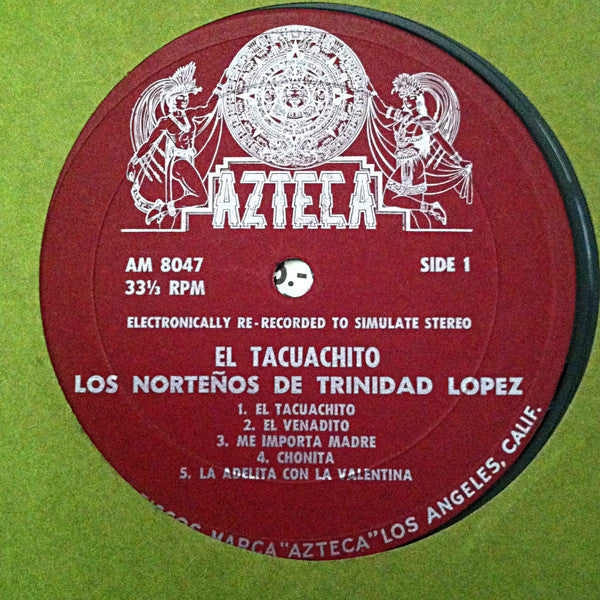 AZTECA
AM 8047
SIDE 1
33⅓ RPM
ELECTRONICALLY RE-RECORDED TO SIMULATE STEREO
EL TACUACHITO
LOS NORTEÑOS DE TRINIDAD LOPEZ
1. EL TACUACHITO
2. EL VENADITO
3. ME IMPORTA MADRE
4. CHONITA
5. LA ADELITA CON LA VALENTINA
MARCA "AZTECA" LOS ANGELES, CALIF.